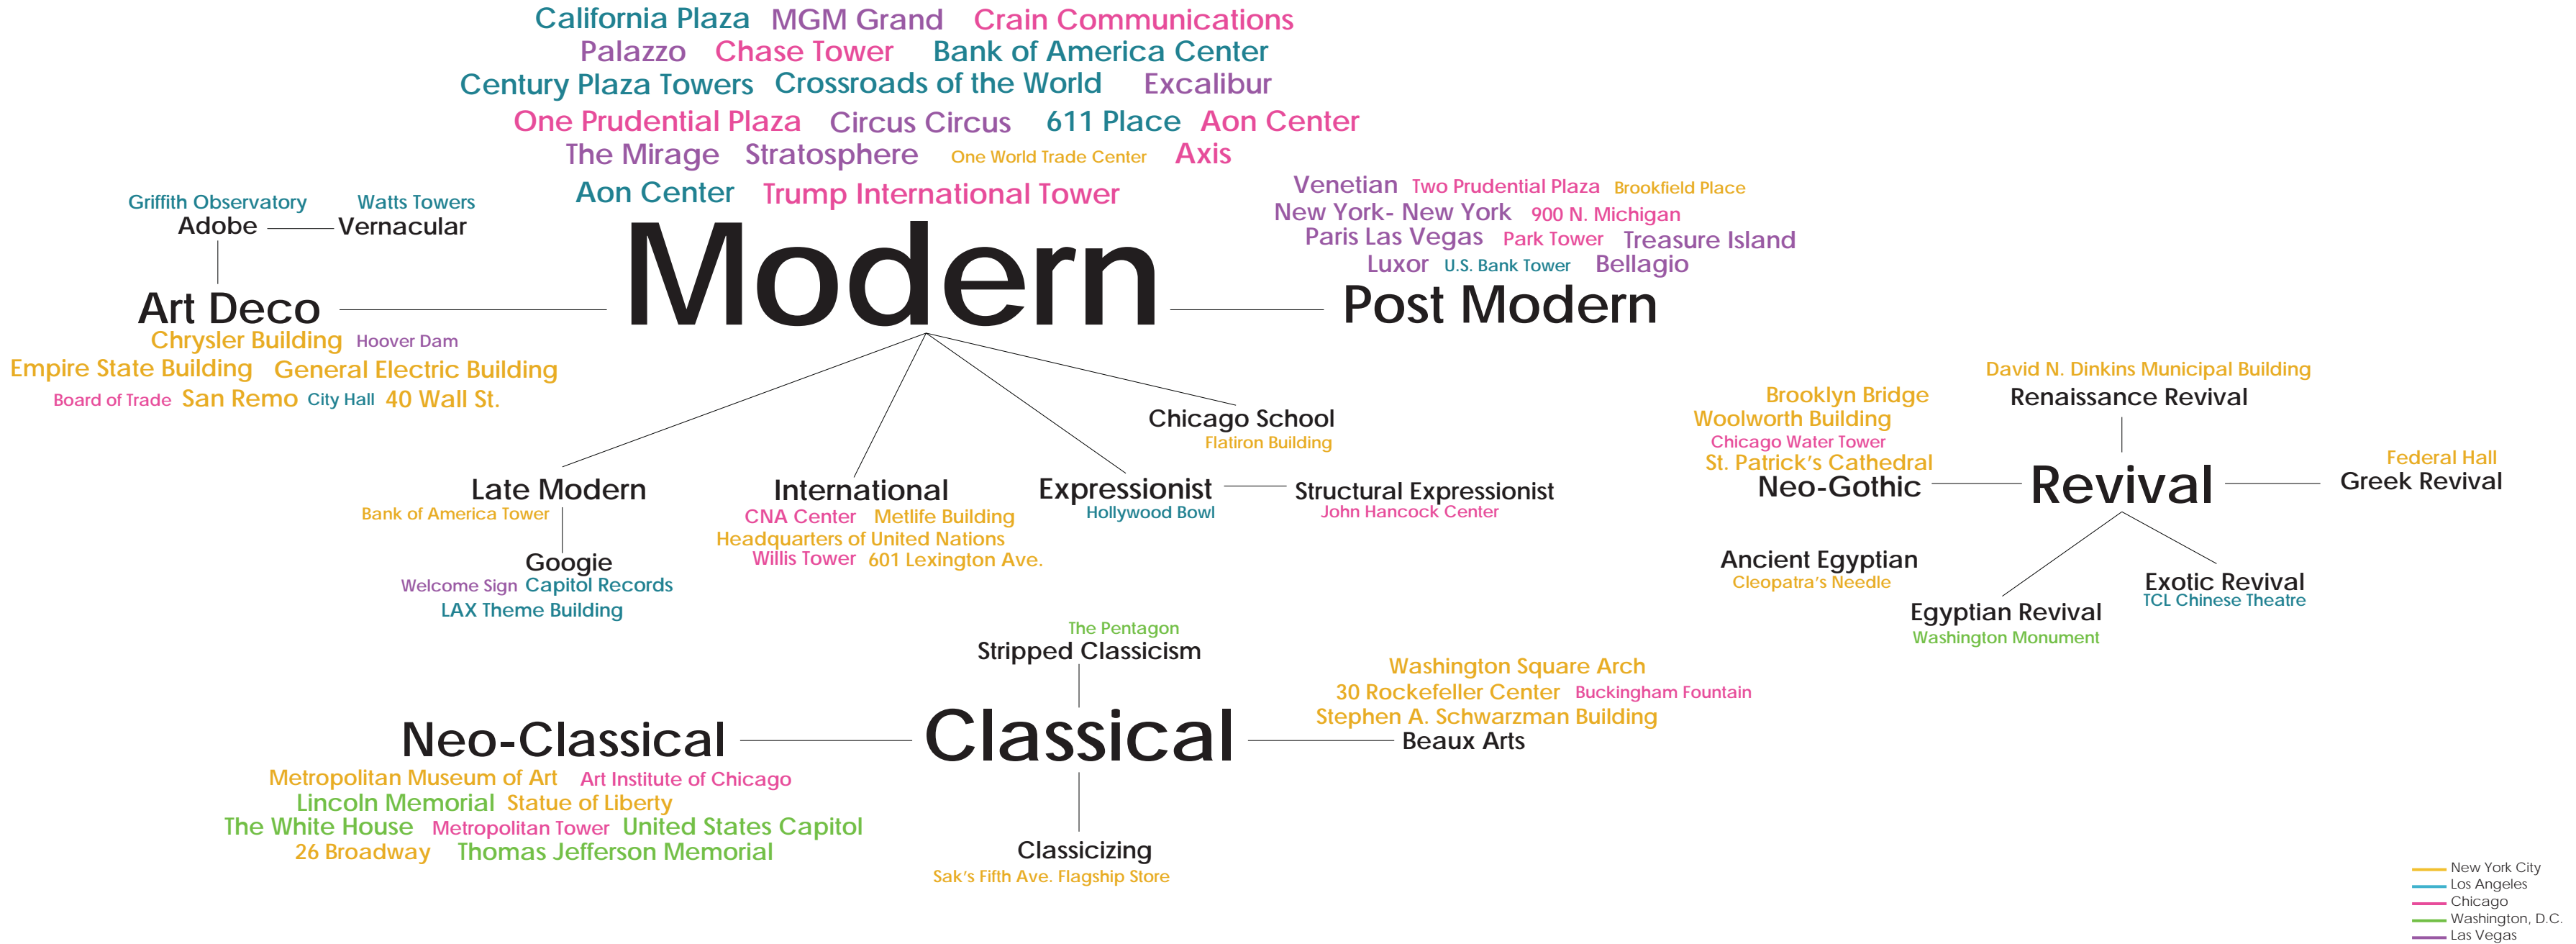 California Plaza MGM Grand Crain Communications
Palazzo Chase Tower Bank of America Center
Century Plaza Towers Crossroads of the World Excalibur
One Prudential Plaza Circus Circus 611 Place Aon Center
The Mirage Stratosphere One World Trade Center Axis
Aon Center Trump International Tower
Modern
Griffith Observatory Watts Towers
Adobe Vernacular
Art Deco
Chrysler Building Hoover Dam
Empire State Building General Electric Building
Board of Trade San Remo City Hall 40 Wall St.
Venetian Two Prudential Plaza Brookfield Place
New York- New York 900 N. Michigan
Paris Las Vegas Park Tower Treasure Island
Luxor U.S. Bank Tower Bellagio
Post Modern
Chicago School
Flatiron Building
Late Modern
Bank of America Tower
Googie
Welcome Sign Capitol Records
LAX Theme Building
International
CNA Center Metlife Building
Headquarters of United Nations
Willis Tower 601 Lexington Ave.
Expressionist
Hollywood Bowl
Structural Expressionist
John Hancock Center
David N. Dinkins Municipal Building
Renaissance Revival
Brooklyn Bridge
Woolworth Building
Chicago Water Tower
St. Patrick's Cathedral
Neo-Gothic
Revival
Federal Hall
Greek Revival
Ancient Egyptian
Cleopatra's Needle
Egyptian Revival
Washington Monument
Exotic Revival
TCL Chinese Theatre
The Pentagon
Stripped Classicism
Neo-Classical
Metropolitan Museum of Art Art Institute of Chicago
Lincoln Memorial Statue of Liberty
The White House Metropolitan Tower United States Capitol
26 Broadway Thomas Jefferson Memorial
Classical
Washington Square Arch
30 Rockefeller Center Buckingham Fountain
Stephen A. Schwarzman Building
Beaux Arts
Classicizing
Sak's Fifth Ave. Flagship Store
New York City
Los Angeles
Chicago
Washington, D.C.
Las Vegas